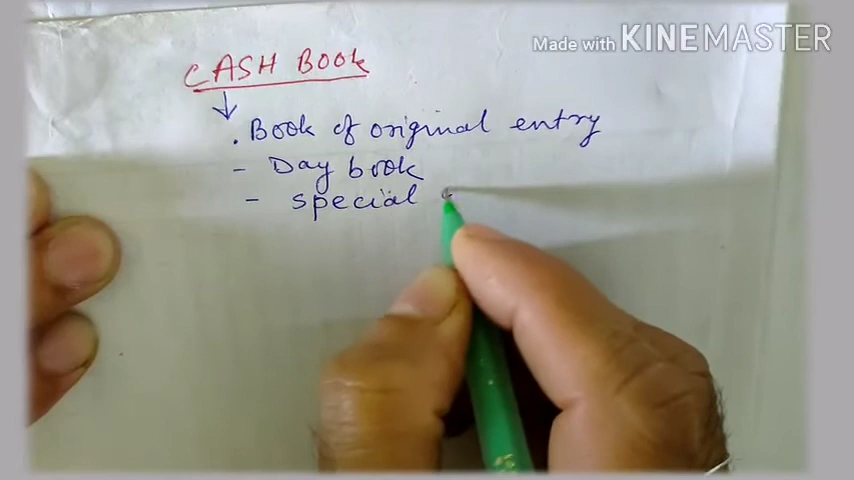 Made with KINEMASTER
CASH BOOK
. Book of original entry
- Day book
- special